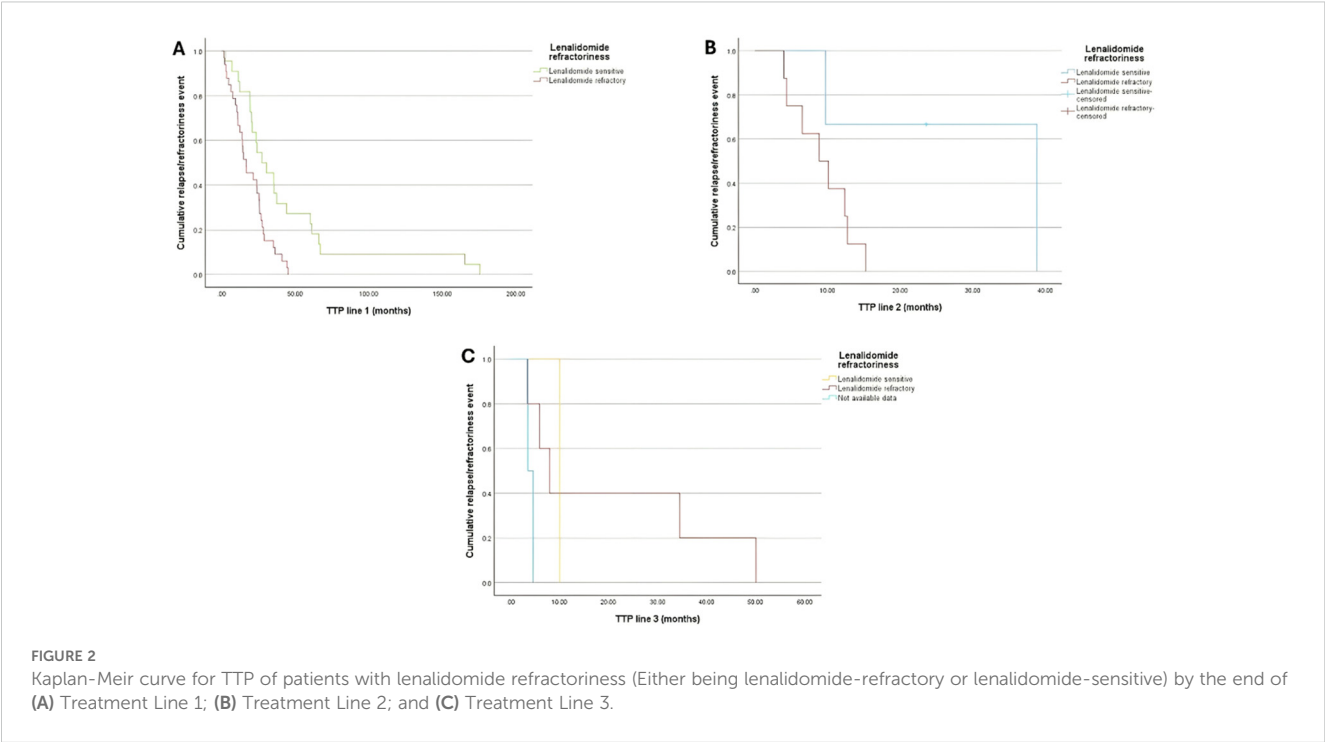 A
Lenalidomide
refractoriness
Lenalidomide sensitive
Lenalidomide refractory
Cumulative relapse/refractoriness event
1.0
0.8
0.6
0.4
0.2
0.0
.00
50.00
100.00
150.00
200.00
TTP line 1 (months)
B
Lenalidomide
refractoriness
Lenalidomide sensitive
Lenalidomide refractory
Lenalidomide sensitive-
censored
Lenalidomide refractory-
censored
Cumulative relapse/refractoriness event
1.0
0.8
0.6
0.4
0.2
0.0
.00
10.00
20.00
30.00
40.00
TTP line 2 (months)
C
Lenalidomide
refractoriness
Lenalidomide sensitive
Lenalidomide refractory
Not available data
Cumulative relapse/refractoriness event
1.0
0.8
0.6
0.4
0.2
0.0
.00
10.00
20.00
30.00
40.00
50.00
60.00
TTP line 3 (months)
FIGURE 2
Kaplan-Meir curve for TTP of patients with lenalidomide refractoriness (Either being lenalidomide-refractory or lenalidomide-sensitive) by the end of
(A) Treatment Line 1; (B) Treatment Line 2; and (C) Treatment Line 3.